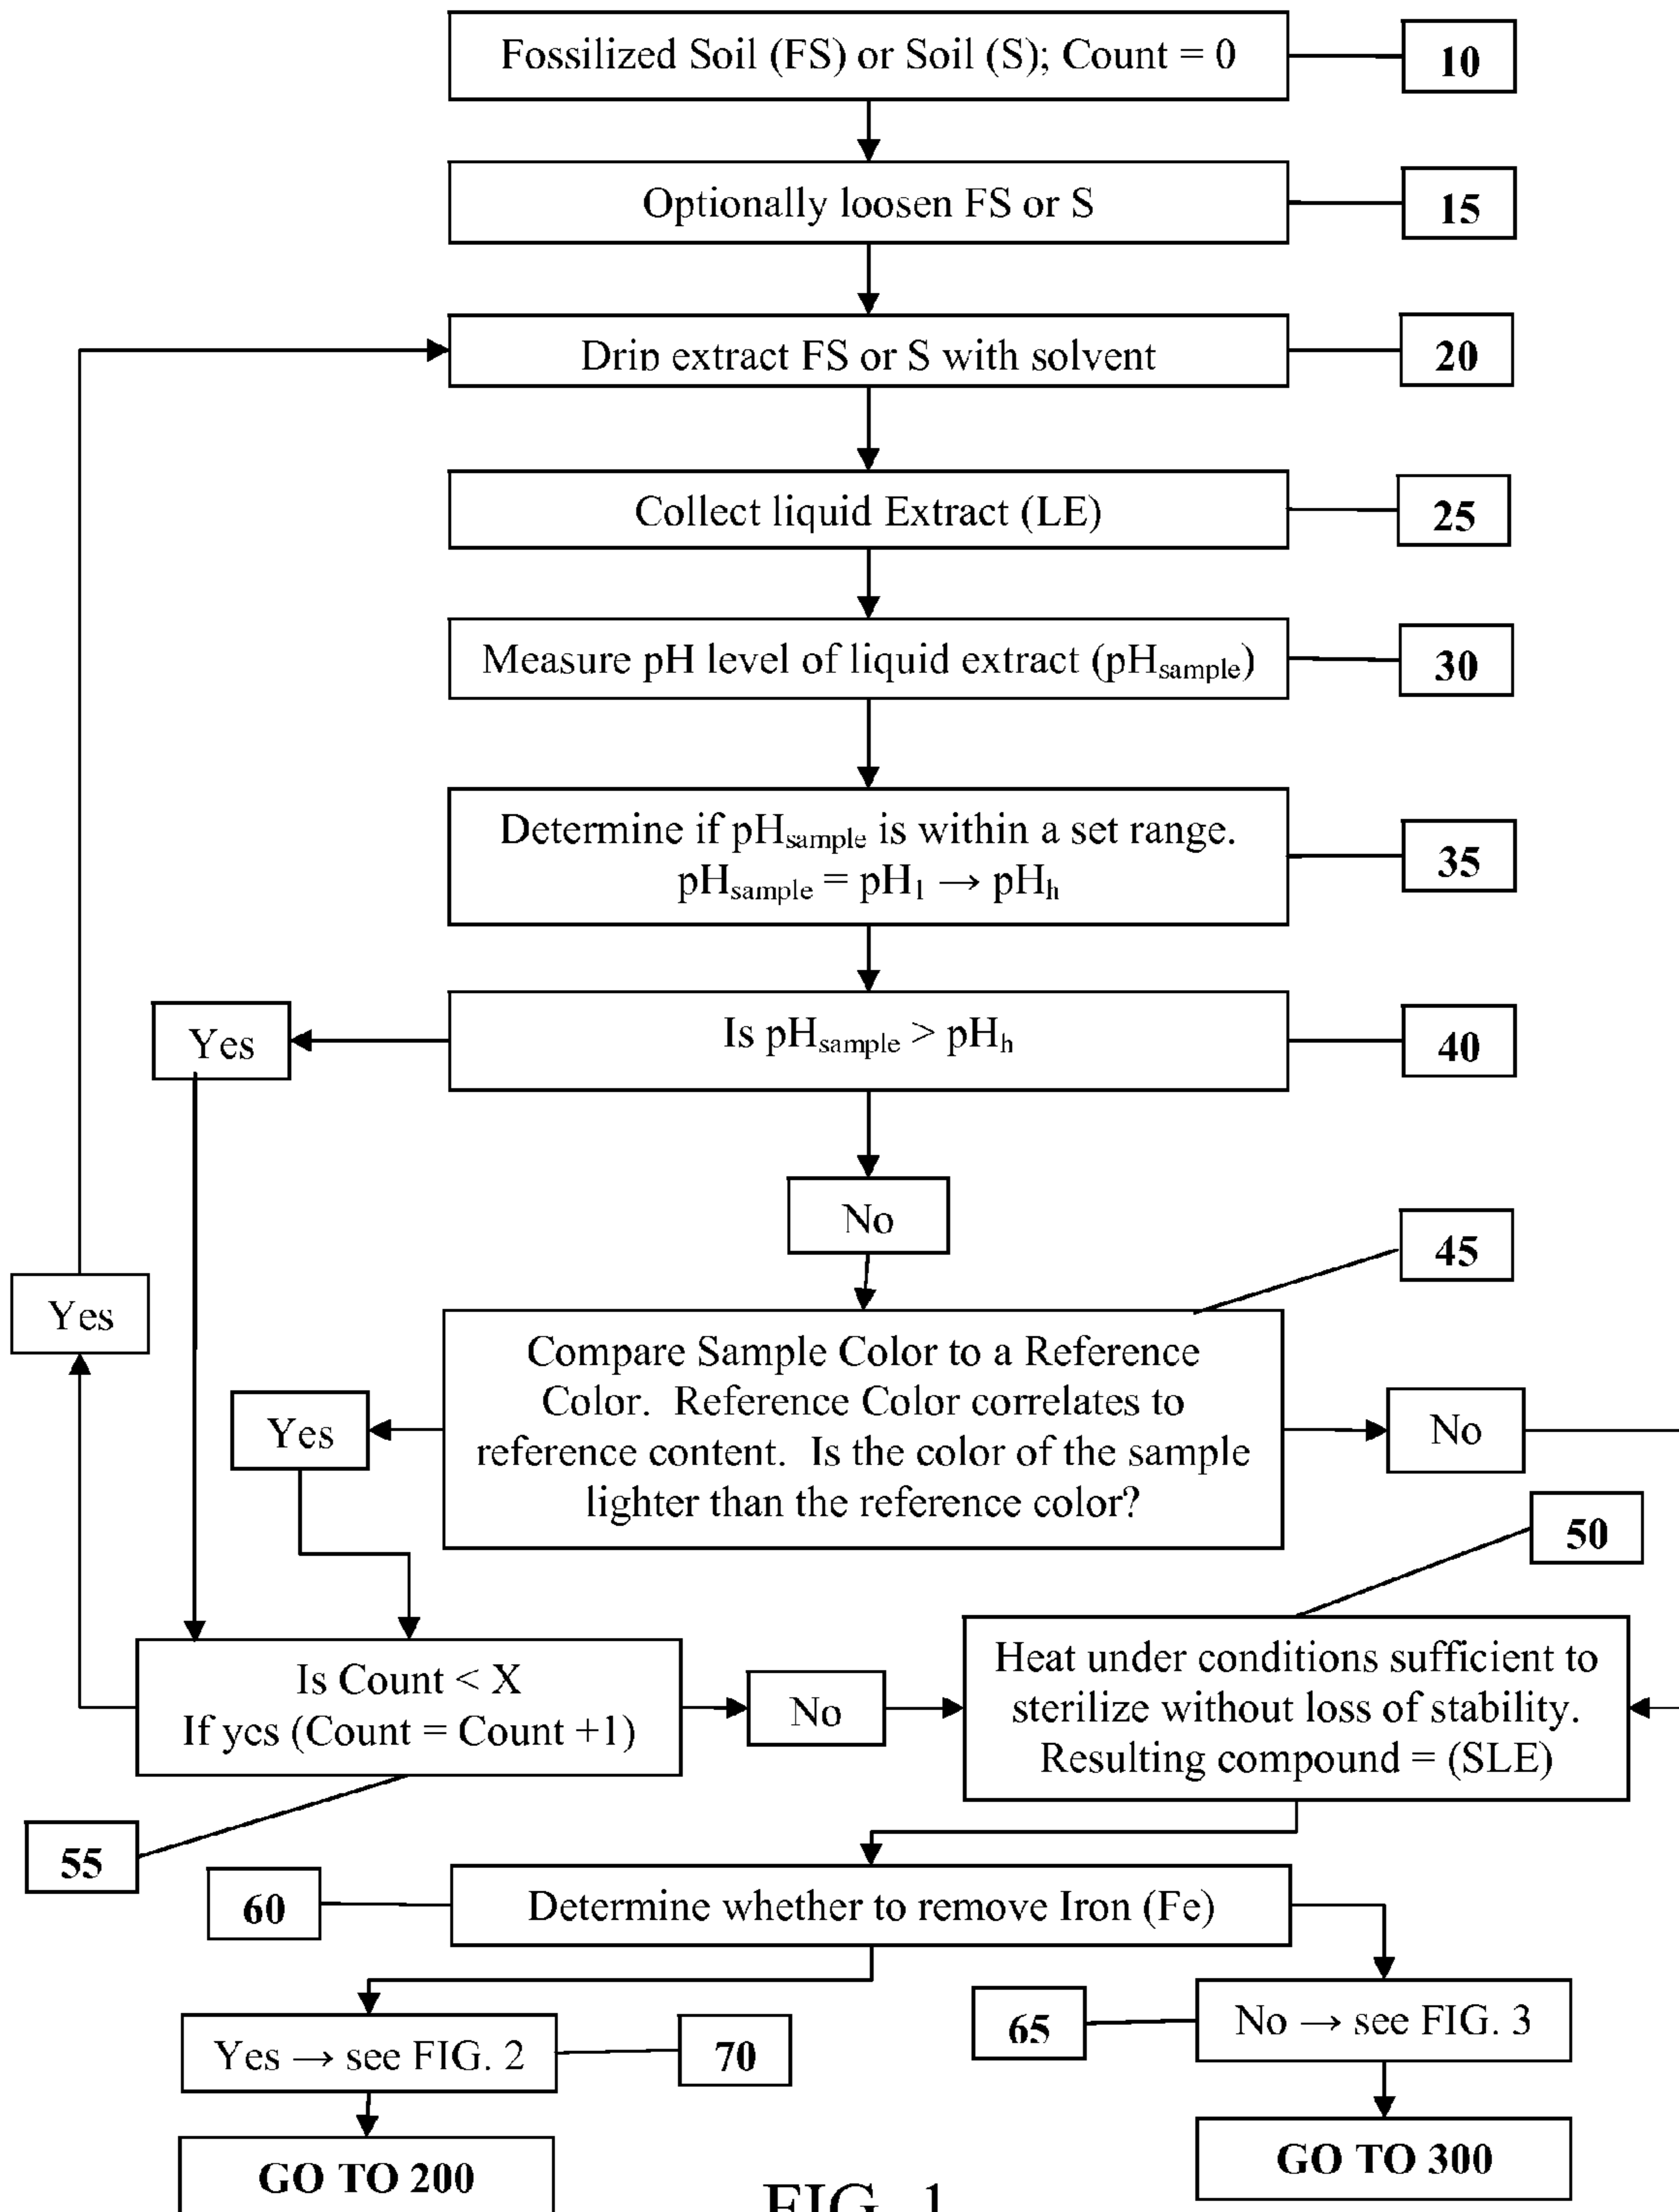 Fossilized Soil (FS) or Soil (S); Count = 0
10
Optionally loosen FS or S
15
Drip extract FS or S with solvent
20
Collect liquid Extract (LE)
25
Measure pH level of liquid extract (pHsample)
30
Determine if pHsample is within a set range.
pHsample = pHl → pHh
35
Yes
Is pHsample > pHh
40
No
45
Yes
Compare Sample Color to a Reference
Color. Reference Color correlates to
reference content. Is the color of the sample
lighter than the reference color?
Yes
No
50
Is Count < X
If yes (Count = Count +1)
No
Heat under conditions sufficient to
sterilize without loss of stability.
Resulting compound = (SLE)
55
60
Determine whether to remove Iron (Fe)
Yes → see FIG. 2
70
65
No → see FIG. 3
GO TO 200
GO TO 300
FIG. 1